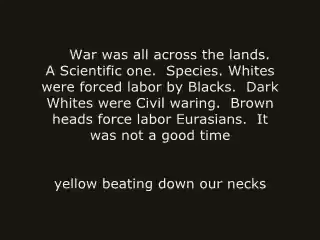 War was all across the lands.
A Scientific one.  Species. Whites
were forced labor by Blacks.  Dark
Whites were Civil waring.  Brown
heads force labor Eurasians.  It
was not a good time
yellow beating down our necks